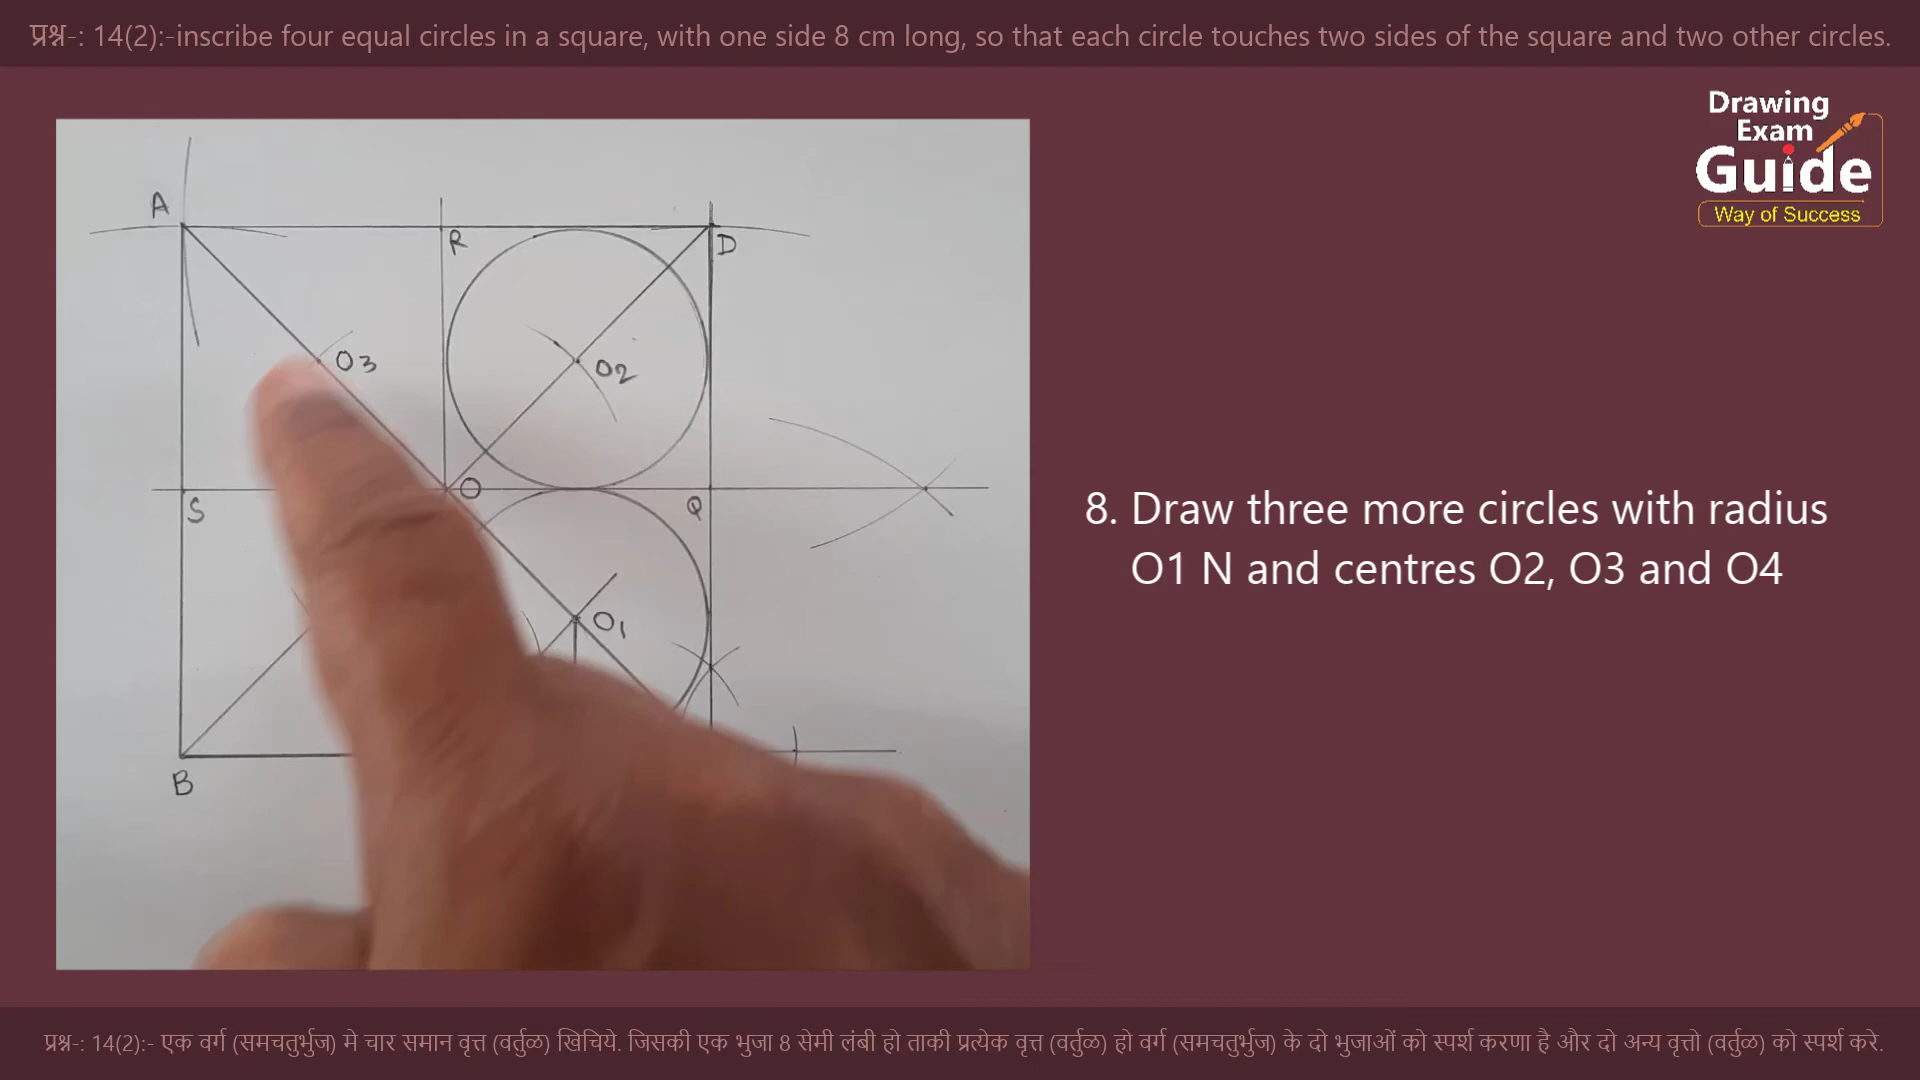 प्रश्न-: 14(2):-inscribe four equal circles in a square, with one side 8 cm long, so that each circle touches two sides of the square and two other circles.
Drawing
Exam
Guide
Way of Success
A
R
D
O3
O2
8. Draw three more circles with radius
O1 N and centres O2, O3 and O4
S
O
Q
O1
B
प्रश्न-: 14(2):- एक वर्ग (समचतुर्भुज) मे चार समान वृत्त (वर्तुळ) खिचिये. जिसकी एक भुजा 8 सेमी लंबी हो ताकी प्रत्येक वृत्त (वर्तुळ) हो वर्ग (समचतुर्भुज) के दो भुजाओं को स्पर्श करणा है और दो अन्य वृत्तो (वर्तुळ) को स्पर्श करे.